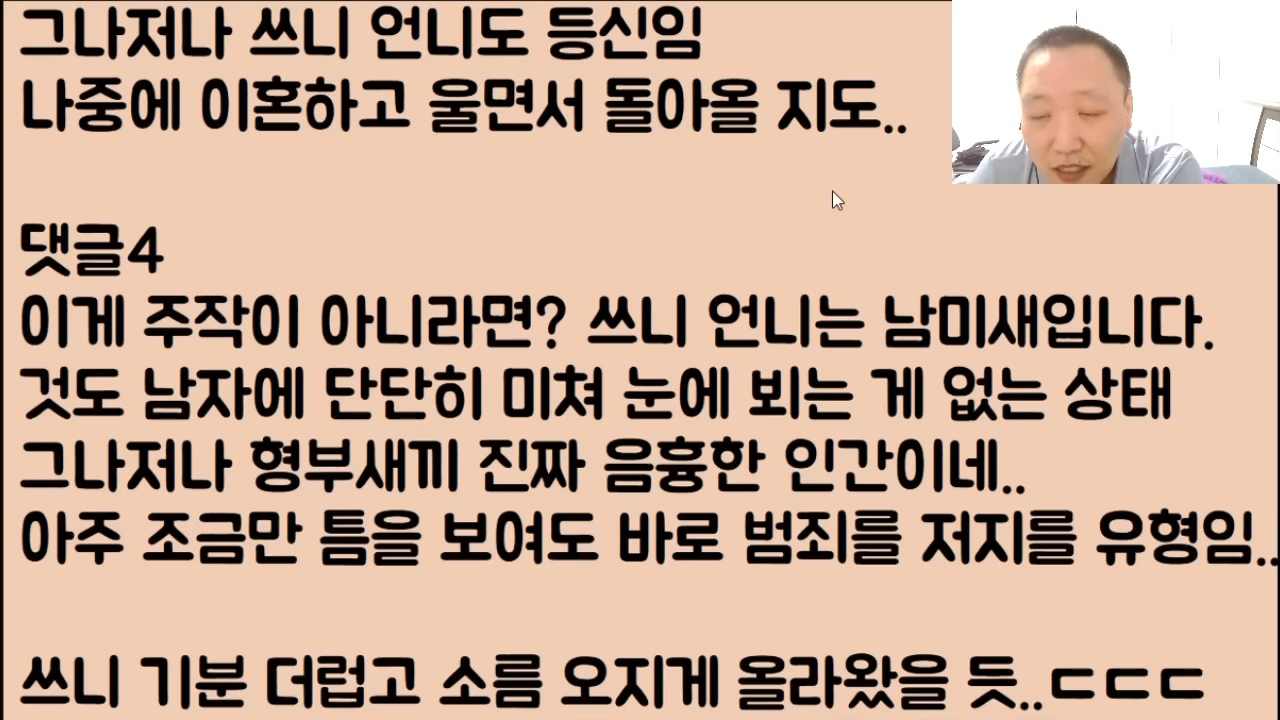 그나저나 쓰니 언니도 등신임
나중에 이혼하고 울면서 돌아올 지도..
댓글4
이게 주작이 아니라면? 쓰니 언니는 남미새입니다.
것도 남자에 단단히 미쳐 눈에 뵈는 게 없는 상태
그나저나 형부새끼 진짜 음흉한 인간이네..
아주 조금만 틈을 보여도 바로 범죄를 저지를 유형임..
쓰니 기분 더럽고 소름 오지게 올라왔을 듯..ㄷㄷㄷ